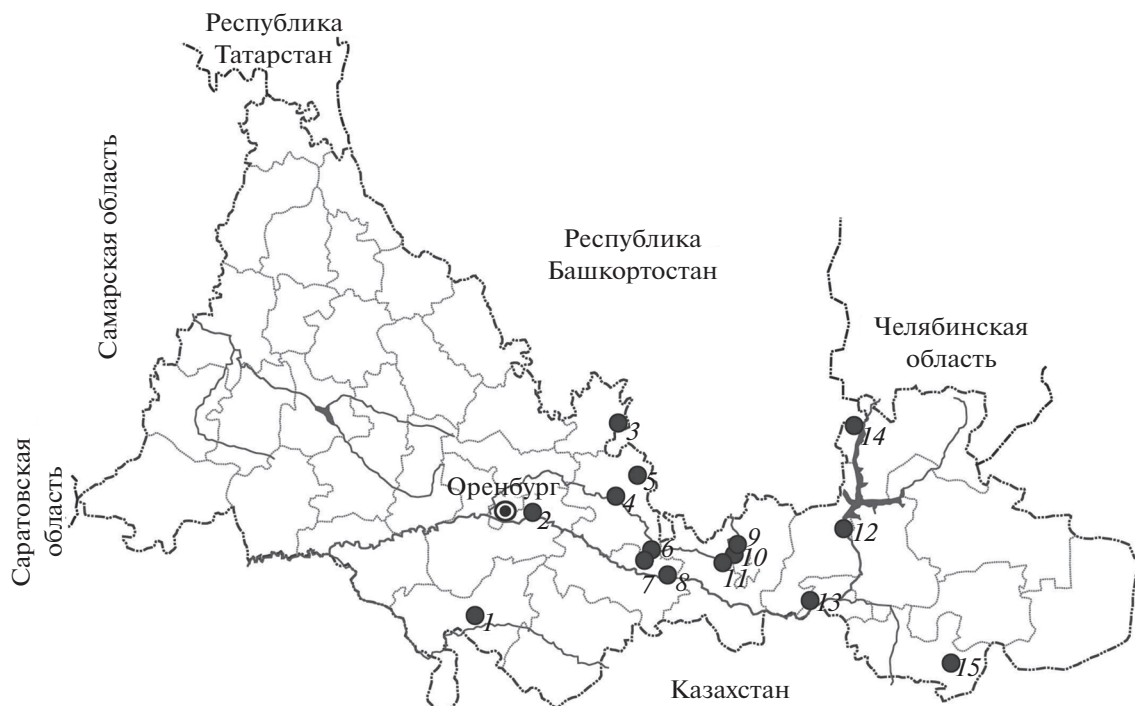 Республика
Татарстан
Самарская область
Республика
Башкортостан
Челябинская
область
3
14
5
Саратовская
область
Оренбург
4
2
12
9
6
10
11
7
8
13
1
15
Казахстан